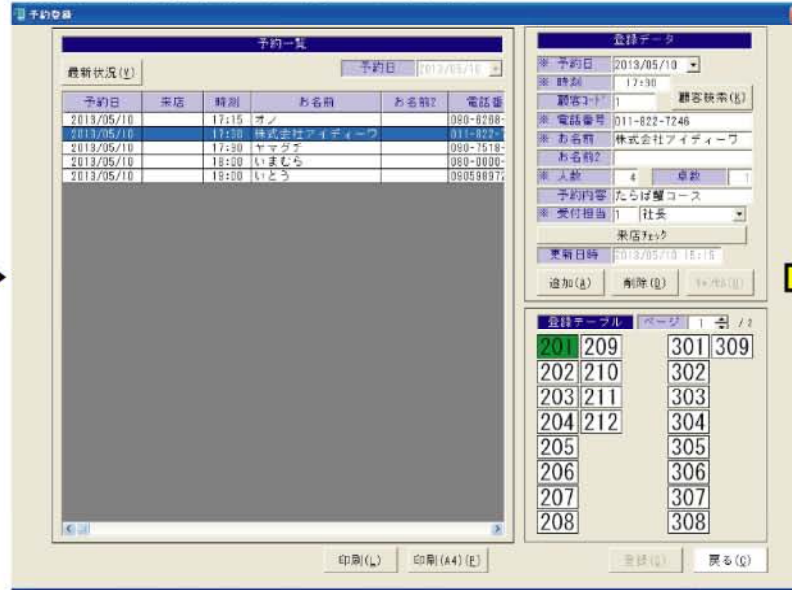 予約登録
予約一覧
最新状況(V)
予約日 2013/05/10
予約日 来店 時刻 お名前 お名前2 電話番
2013/05/10 17:15 オノ 080-6268-
2013/05/10 17:30 株式会社アイディーワ 011-822-7
2013/05/10 17:30 ヤマグチ 080-7518-
2013/05/10 18:00 いまむら 080-0000-
2013/05/10 19:00 いとう 090598972
印刷(L) 印刷(A4)(P)
登録データ
※ 予約日 2013/05/10
※ 時刻 17:30
顧客コード 1 顧客検索(K)
※ 電話番号 011-822-7246
※ お名前 株式会社アイディーワ
お名前2
※ 人数 4 卓数 1
予約内容 たらば蟹コース
※ 受付担当 1 社長
来店チェック
更新日時 2013/05/10 15:15
追加(A) 削除(D)
登録テーブル ページ 1 / 2
201 209 301 309
202 210 302
203 211 303
204 212 304
205 305
206 306
207 307
208 308
戻る(C)